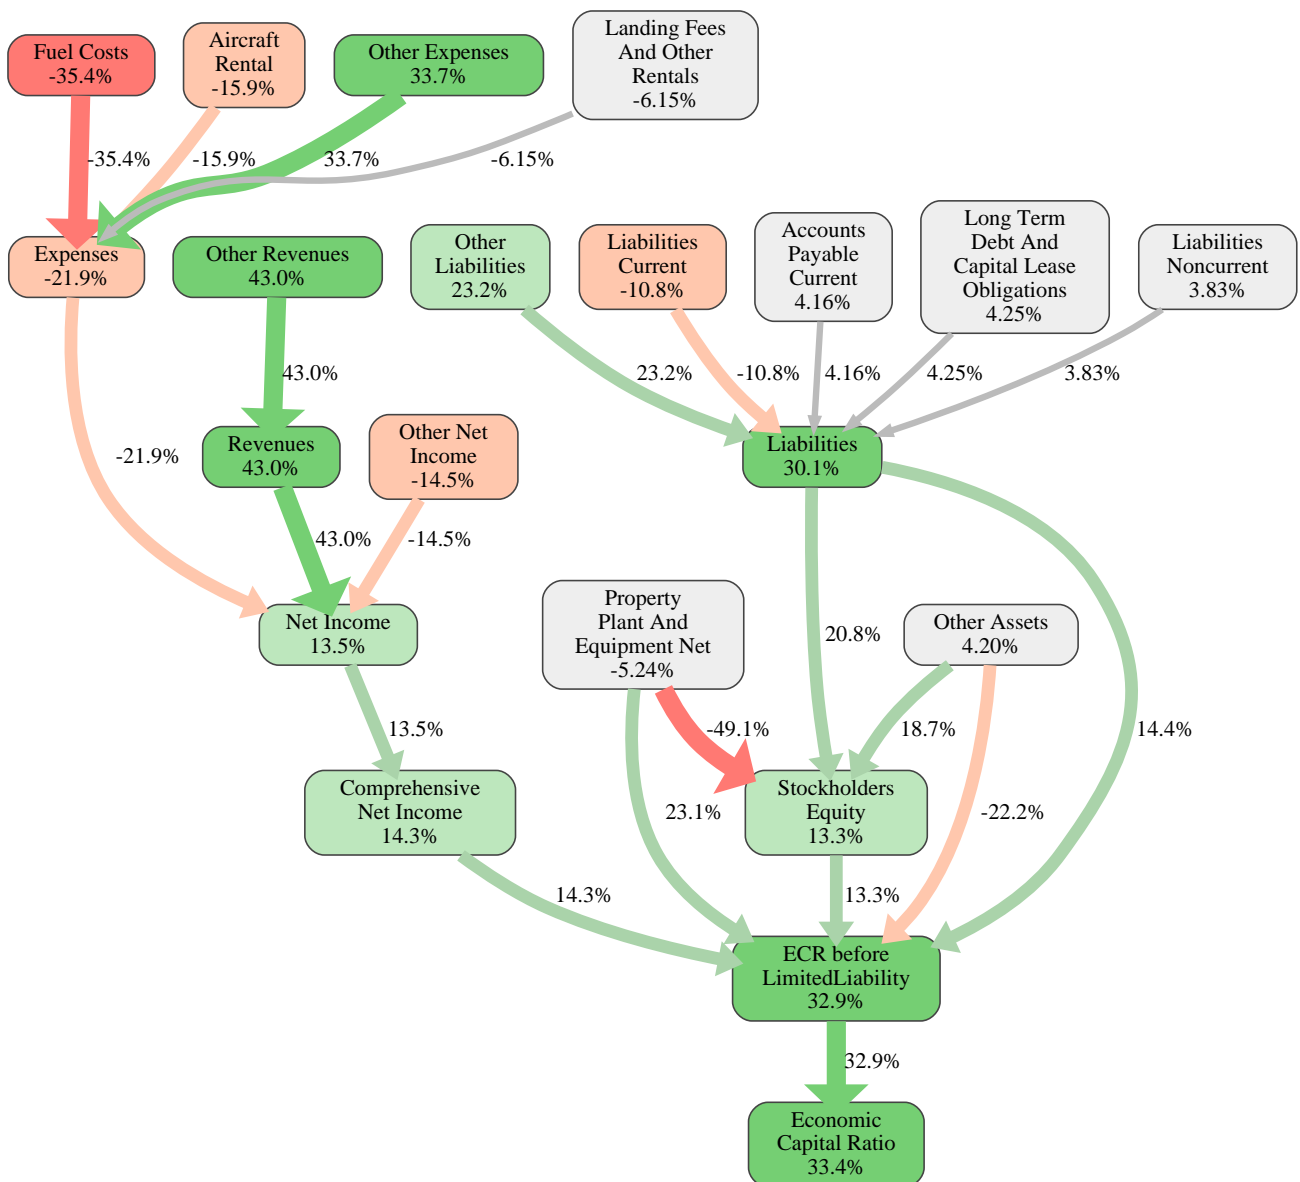 Fuel Costs
-35.4%
Aircraft
Rental
-15.9%
Other Expenses
33.7%
Landing Fees
And Other
Rentals
-6.15%
-35.4%
-15.9%
33.7%
-6.15%
Expenses
-21.9%
Other Revenues
43.0%
Other
Liabilities
23.2%
Liabilities
Current
-10.8%
Accounts
Payable
Current
4.16%
Long Term
Debt And
Capital Lease
Obligations
4.25%
Liabilities
Noncurrent
3.83%
43.0%
23.2%
-10.8%
4.16%
4.25%
3.83%
-21.9%
Revenues
43.0%
Other Net
Income
-14.5%
Liabilities
30.1%
43.0%
-14.5%
Net Income
13.5%
Property
Plant And
Equipment Net
-5.24%
20.8%
Other Assets
4.20%
13.5%
-49.1%
18.7%
14.4%
Comprehensive
Net Income
14.3%
23.1%
Stockholders
Equity
13.3%
-22.2%
14.3%
13.3%
ECR before
LimitedLiability
32.9%
32.9%
Economic
Capital Ratio
33.4%